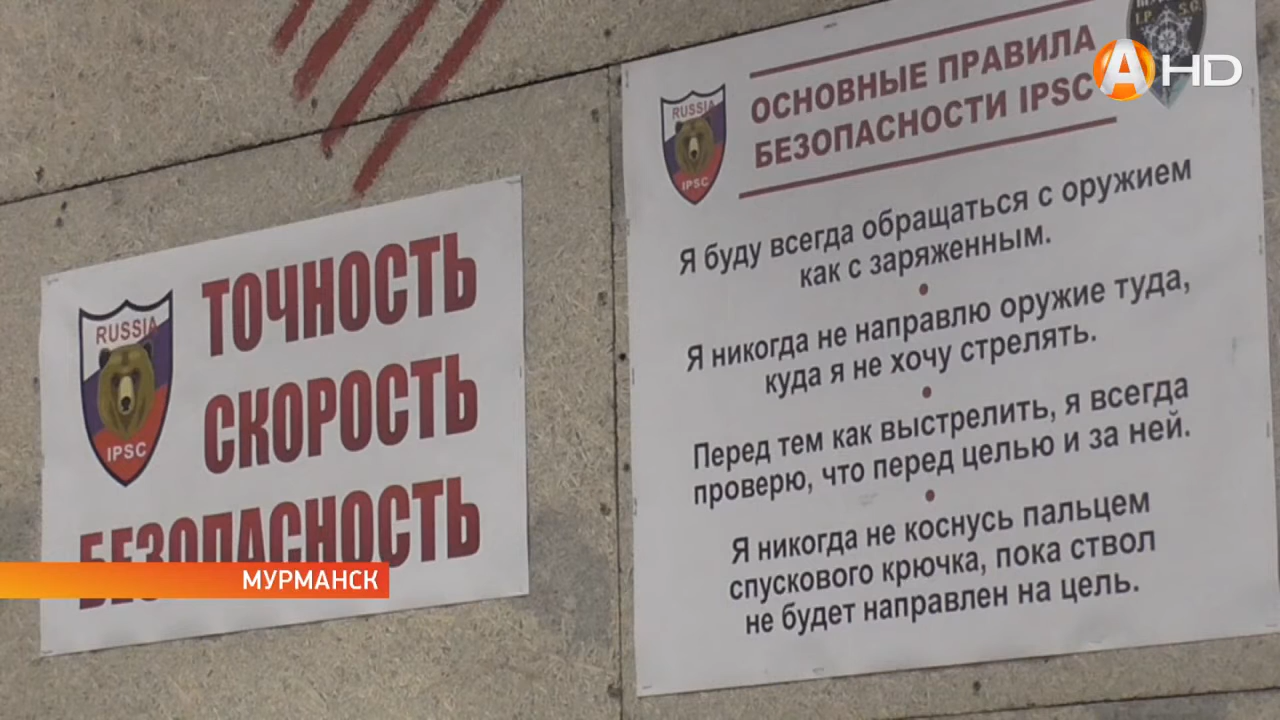 RUSSIA
IPSC
ТОЧНОСТЬ
СКОРОСТЬ
БЕЗОПАСНОСТЬ
МУРМАНСК
RUSSIA
IPSC
ОСНОВНЫЕ ПРАВИЛА
БЕЗОПАСНОСТИ IPSC
I.P.S.C.
А HD
Я буду всегда обращаться с оружием
как с заряженным.
•
Я никогда не направлю оружие туда,
куда я не хочу стрелять.
•
Перед тем как выстрелить, я всегда
проверю, что перед целью и за ней.
•
Я никогда не коснусь пальцем
спускового крючка, пока ствол
не будет направлен на цель.